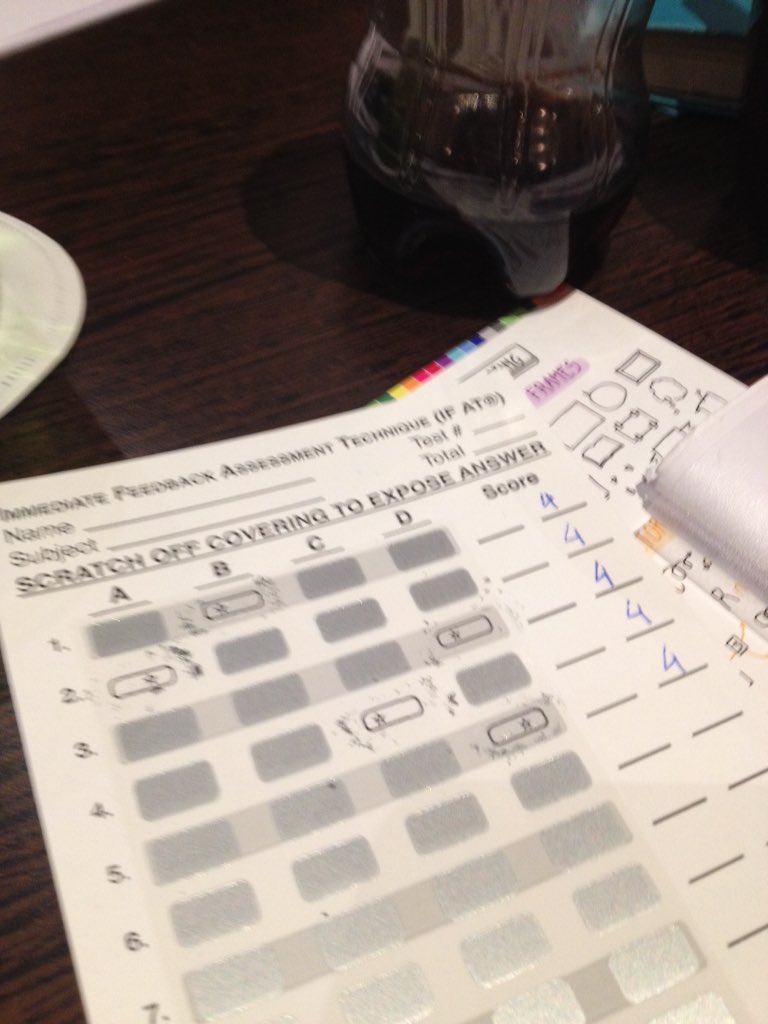 IMMEDIATE FEEDBACK ASSESSMENT TECHNIQUE (IF AT®)
Name
Test #
Subject
Total
SCRATCH OFF COVERING TO EXPOSE ANSWER
A B C D Score
1. 4
2. 4
3. 4
4. 4
5. 4
6.
7.
FRAMES